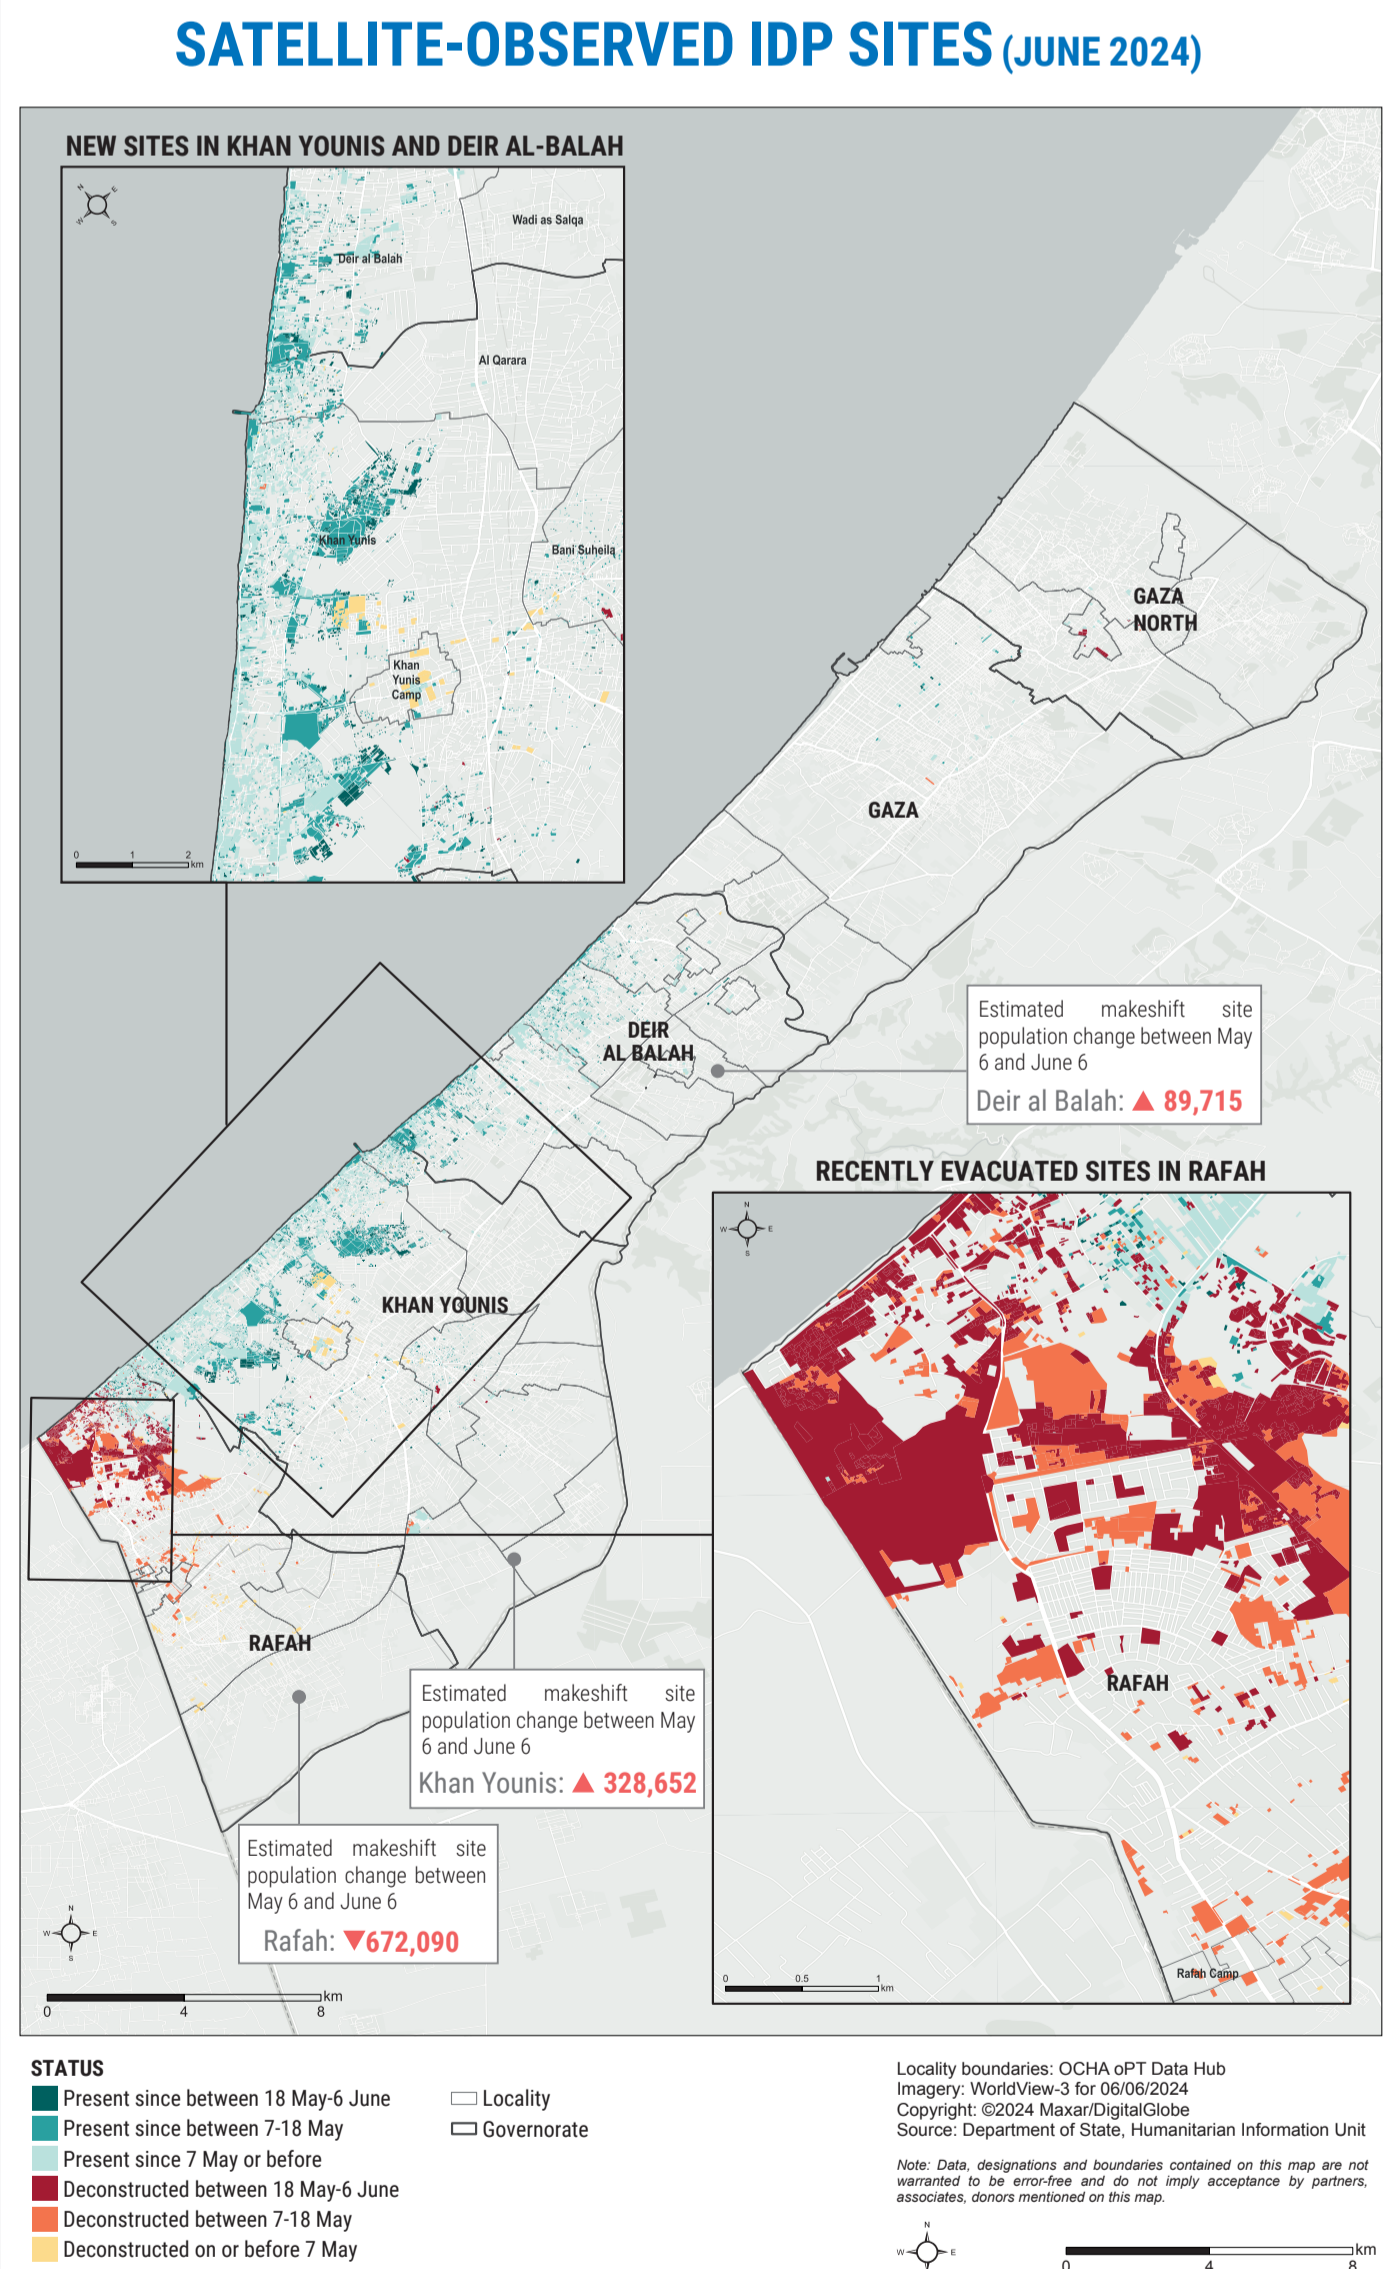 SATELLITE-OBSERVED IDP SITES (JUNE 2024)
NEW SITES IN KHAN YOUNIS AND DEIR AL-BALAH
N
E
W
S
Wadi as Salqa
Deir al Balah
Al Qarara
Khan Yunis
Bani Suheila
Khan
Yunis
Camp
0 1 2
km
GAZA
NORTH
GAZA
DEIR
AL BALAH
Estimated makeshift site
population change between May
6 and June 6
Deir al Balah: ▲ 89,715
RECENTLY EVACUATED SITES IN RAFAH
N
W E
S
KHAN YOUNIS
RAFAH
RAFAH
Rafah Camp
0 0.5 1
km
Estimated makeshift site
population change between May
6 and June 6
Khan Younis: ▲ 328,652
Estimated makeshift site
population change between
May 6 and June 6
Rafah: ▼672,090
N
W E
S
km
0 4 8
STATUS
Present since between 18 May-6 June
Present since between 7-18 May
Present since 7 May or before
Deconstructed between 18 May-6 June
Deconstructed between 7-18 May
Deconstructed on or before 7 May
Locality
Governorate
Locality boundaries: OCHA oPT Data Hub
Imagery: WorldView-3 for 06/06/2024
Copyright: ©2024 Maxar/DigitalGlobe
Source: Department of State, Humanitarian Information Unit
Note: Data, designations and boundaries contained on this map are not
warranted to be error-free and do not imply acceptance by partners,
associates, donors mentioned on this map.
N
W E
km
0 4 8